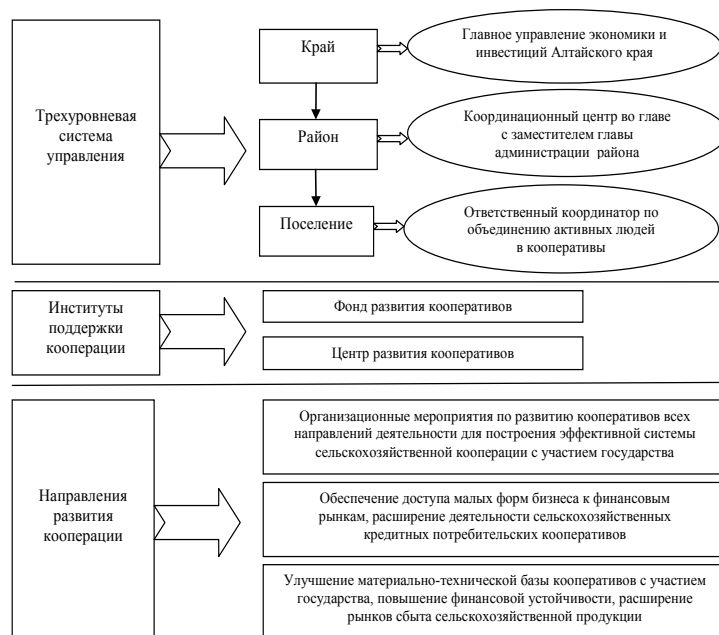 Трехуровневая
система
управления
Край
Главное управление экономики и
инвестиций Алтайского края
Район
Координационный центр во главе
с заместителем главы
администрации района
Поселение
Ответственный координатор по
объединению активных людей
в кооперативы
Институты
поддержки
кооперации
Фонд развития кооперативов
Центр развития кооперативов
Направления
развития
кооперации
Организационные мероприятия по развитию кооперативов всех
направлений деятельности для построения эффективной системы
сельскохозяйственной кооперации с участием государства
Обеспечение доступа малых форм бизнеса к финансовым
рынкам, расширение деятельности сельскохозяйственных
кредитных потребительских кооперативов
Улучшение материально-технической базы кооперативов с участием
государства, повышение финансовой устойчивости, расширение
рынков сбыта сельскохозяйственной продукции